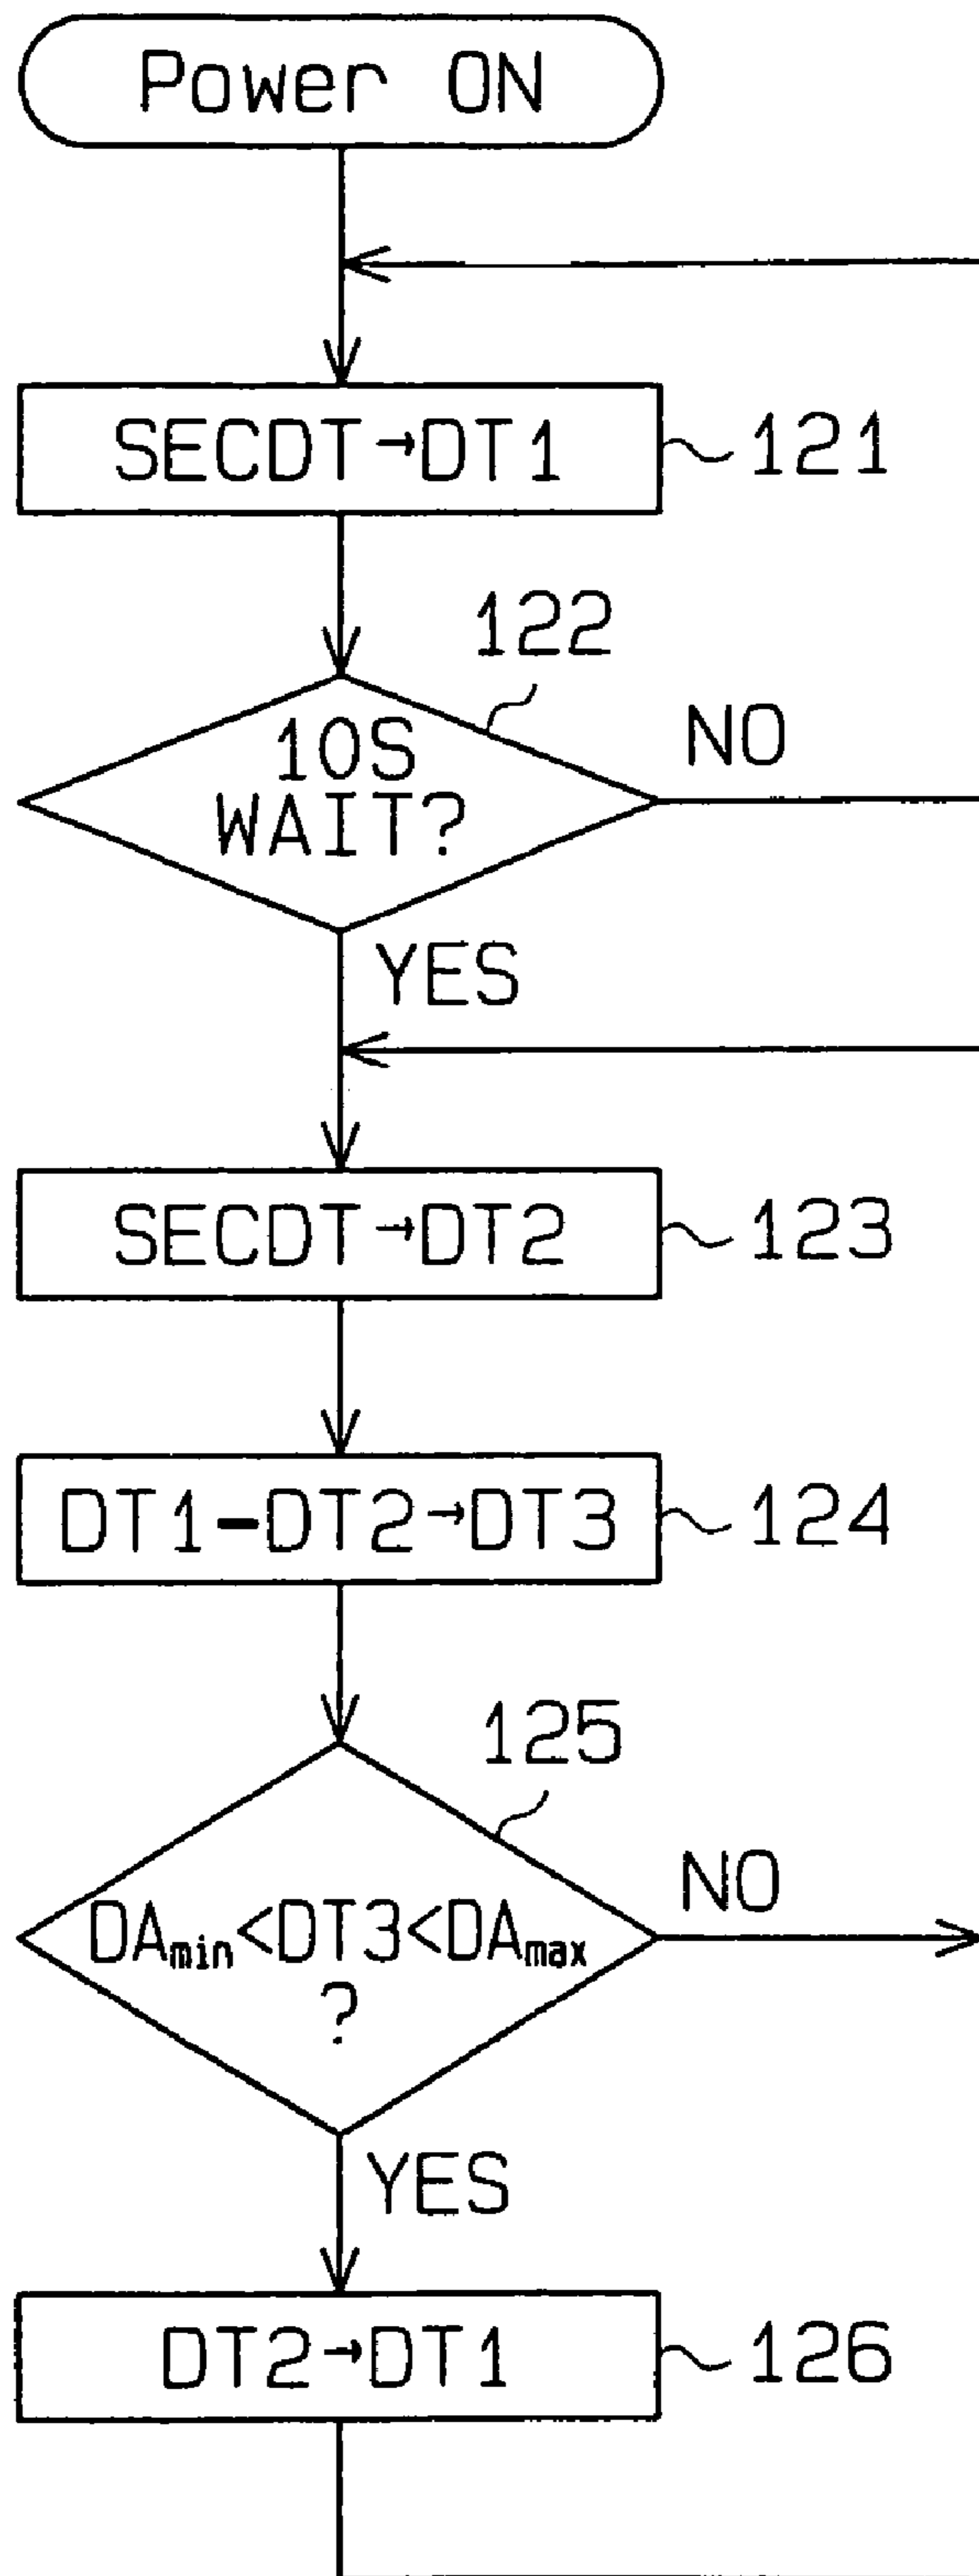 Power ON
SECDT→DT1
121
122
10S
WAIT?
NO
YES
SECDT→DT2
123
DT1-DT2→DT3
124
125
DAmin<DT3<DAmax
?
NO
YES
DT2→DT1
126